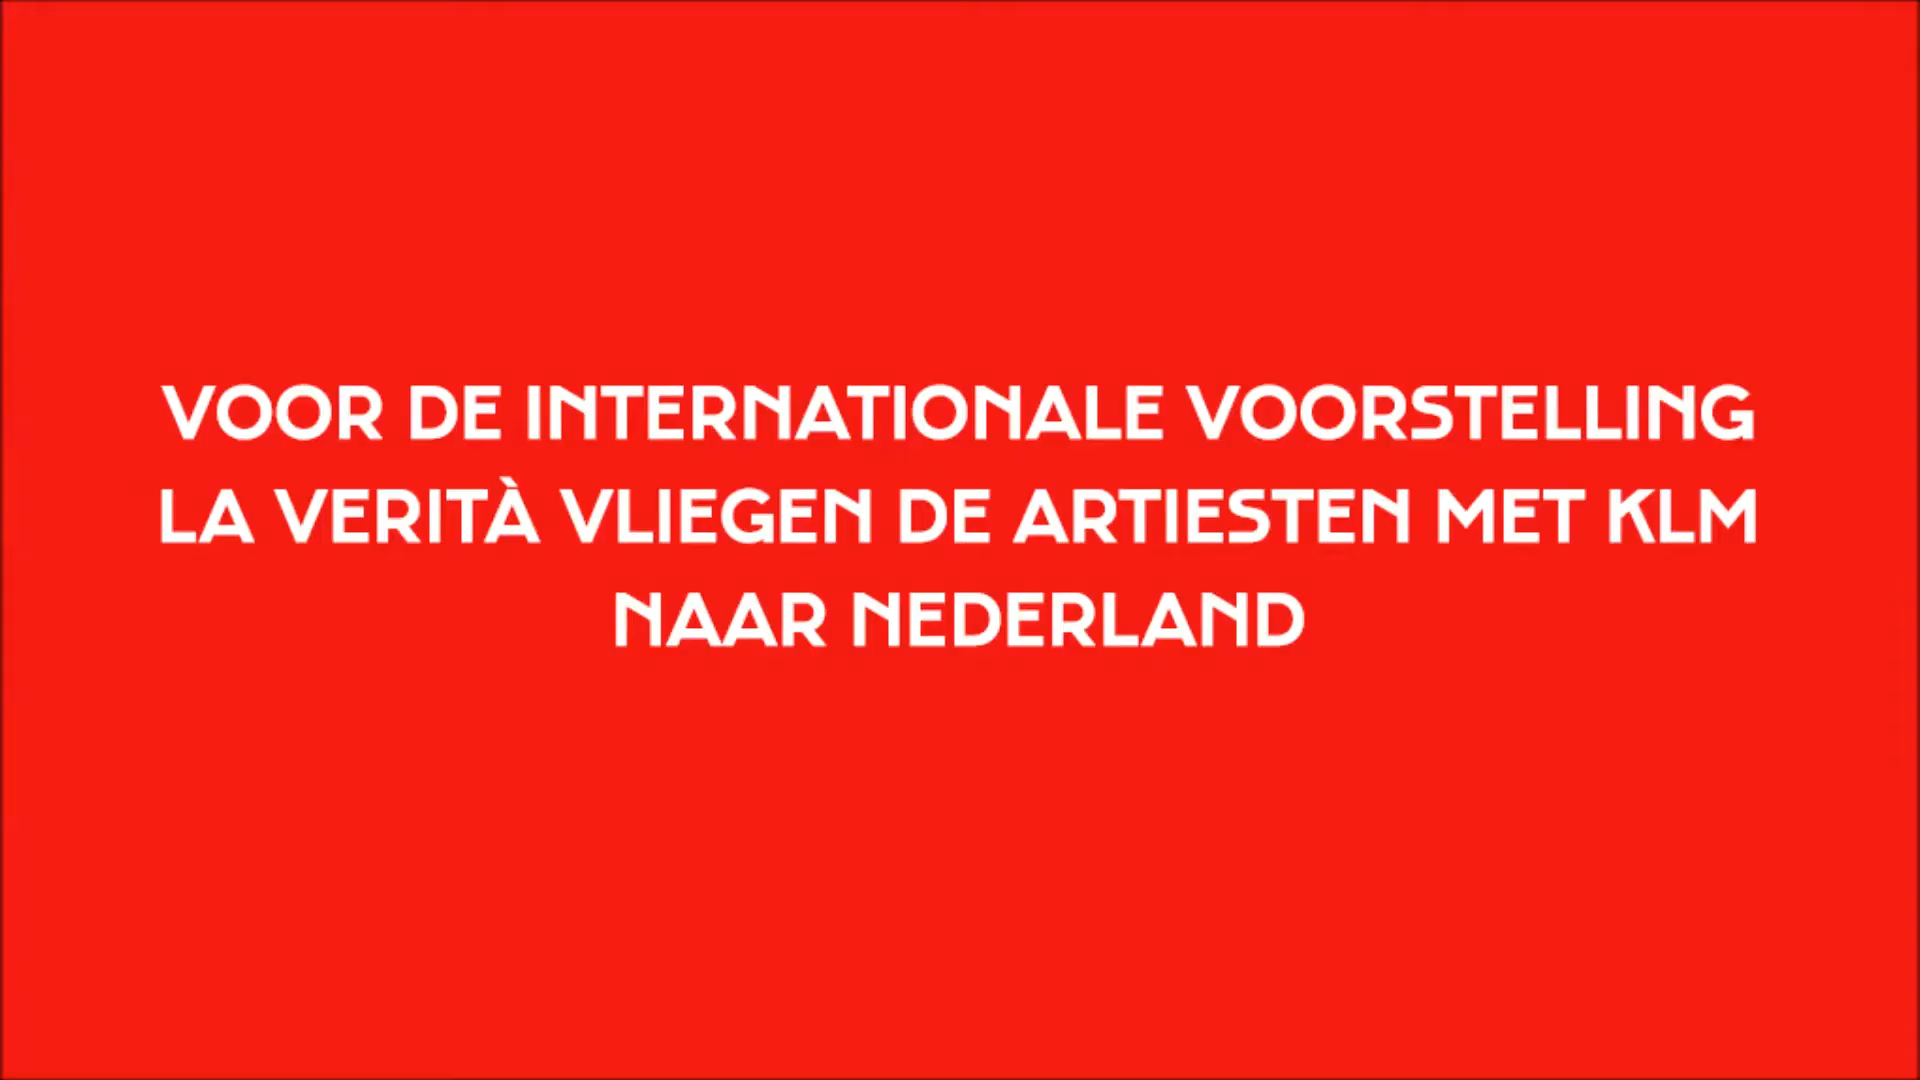 VOOR DE INTERNATIONALE VOORSTELLING
LA VERITÀ VLIEGEN DE ARTIESTEN MET KLM
NAAR NEDERLAND